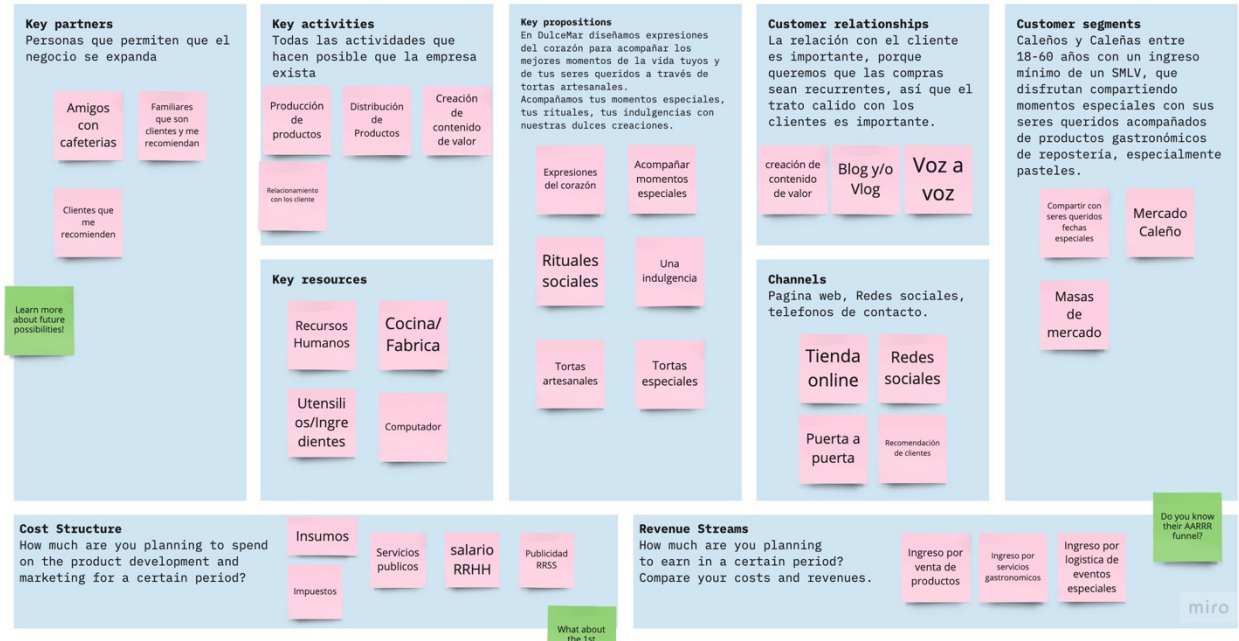 Key partners
Personas que permiten que el
negocio se expanda
Amigos
con
cafeterias
Familiares
que son
clientes y me
recomiendan
Clientes que
me
recomienden
Learn more
about future
possibilities!
Key activities
Todas las actividades que
hacen posible que la empresa
exista
Producción
de
productos
Distribución
de
Productos
Creación
de
contenido
de valor
Relacionamiento
con los cliente
Key resources
Recursos
Humanos
Cocina/
Fabrica
Utensili
os/Ingre
dientes
Computador
Key propositions
En DulceMar diseñamos expresiones
del corazón para acompañar los
mejores momentos de la vida tuyos y
de tus seres queridos a través de
tortas artesanales.
Acompañamos tus momentos especiales,
tus rituales, tus indulgencias con
nuestras dulces creaciones.
Expresiones
del corazón
Acompañar
momentos
especiales
Rituales
sociales
Una
indulgencia
Tortas
artesanales
Tortas
especiales
Customer relationships
La relación con el cliente
es importante, porque
queremos que las compras
sean recurrentes, así que el
trato calido con los
clientes es importante.
creación de
contenido
de valor
Blog y/o
Vlog
Voz a
voz
Channels
Pagina web, Redes sociales,
telefonos de contacto.
Tienda
online
Redes
sociales
Puerta a
puerta
Recomendación
de clientes
Customer segments
Caleños y Caleñas entre
18-60 años con un ingreso
mínimo de un SMLV, que
disfrutan compartiendo
momentos especiales con sus
seres queridos acompañados
de productos gastronómicos
de repostería, especialmente
pasteles.
Compartir con
seres queridos
fechas
especiales
Mercado
Caleño
Masas
de
mercado
Cost Structure
How much are you planning to spend
on the product development and
marketing for a certain period?
Insumos
Impuestos
Servicios
publicos
salario
RRHH
Publicidad
RRSS
What about
the 1st
Revenue Streams
How much are you planning
to earn in a certain period?
Compare your costs and revenues.
Ingreso por
venta de
productos
Ingreso por
servicios
gastronomicos
Ingreso por
logistica de
eventos
especiales
Do you know
their AARRR
funnel?
miro